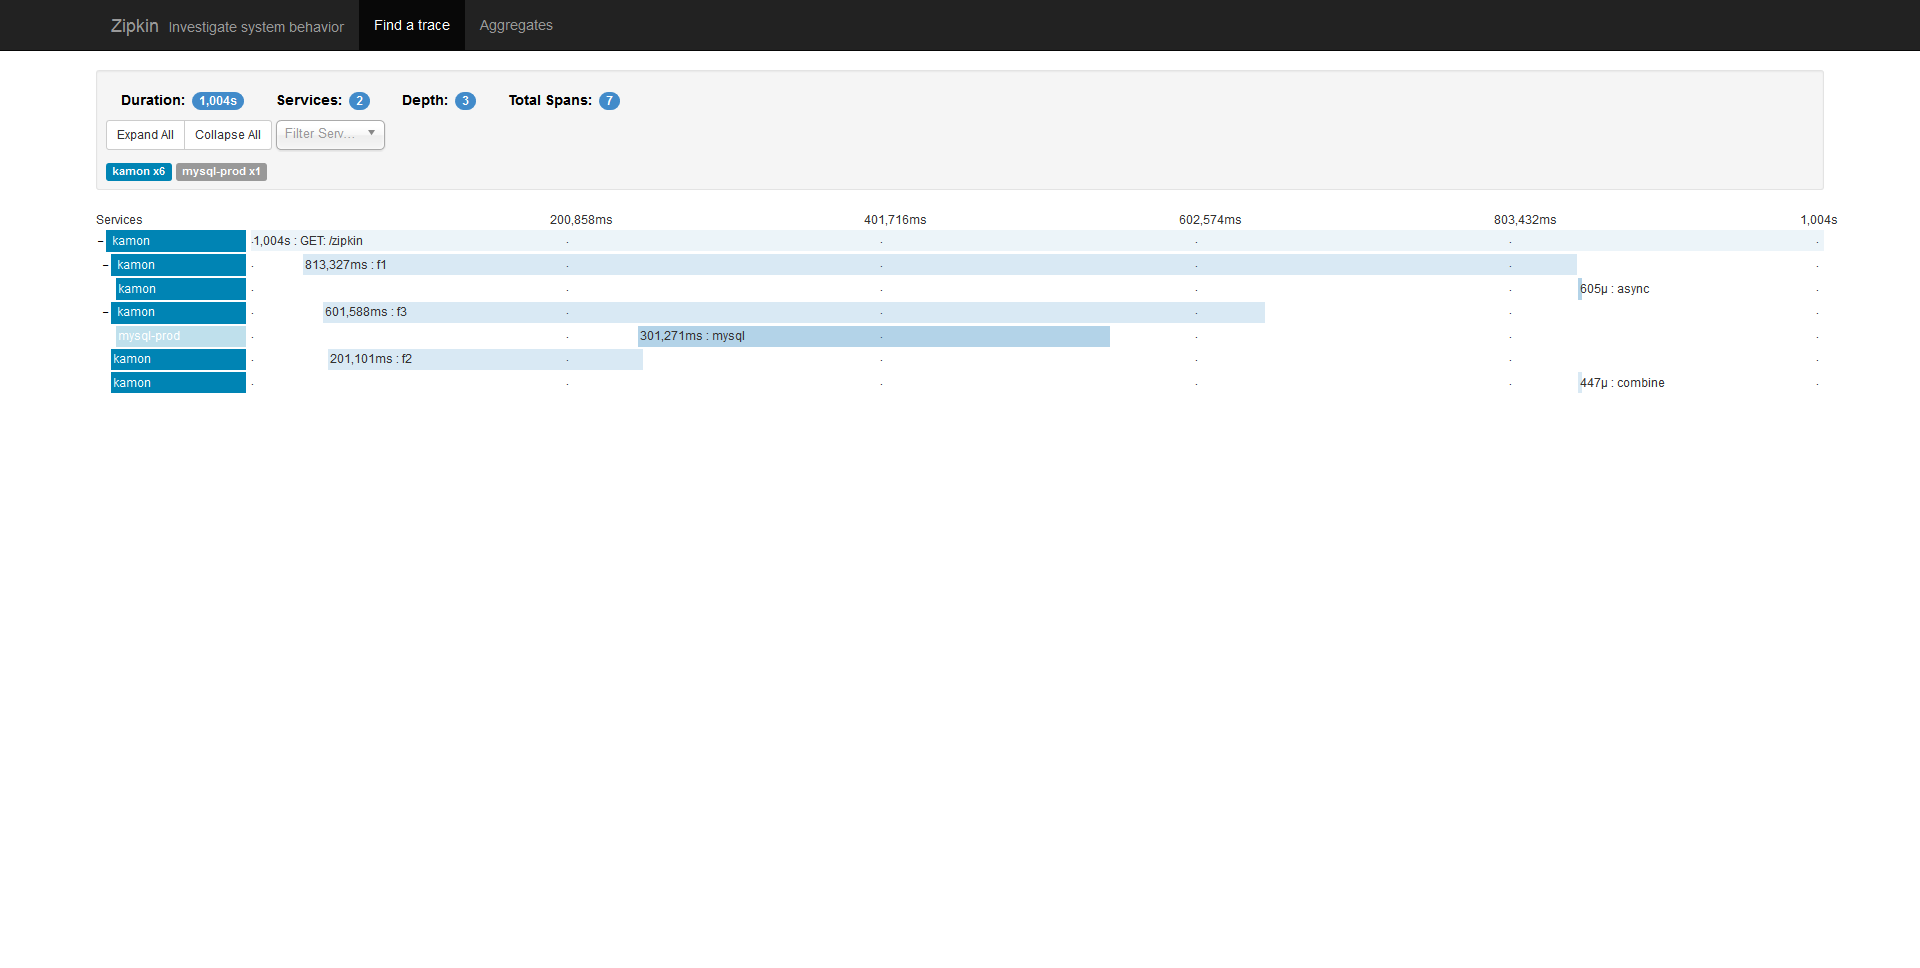 Zipkin Investigate system behavior Find a trace Aggregates
Duration: 1,004s Services: 2 Depth: 3 Total Spans: 7
Expand All Collapse All Filter Serv...
kamon x6 mysql-prod x1
Services 200,858ms 401,716ms 602,574ms 803,432ms 1,004s
- kamon 1,004s : GET: /zipkin
- kamon 813,327ms : f1
kamon 605μ : async
- kamon 601,588ms : f3
mysql-prod 301,271ms : mysql
kamon 201,101ms : f2
kamon 447μ : combine